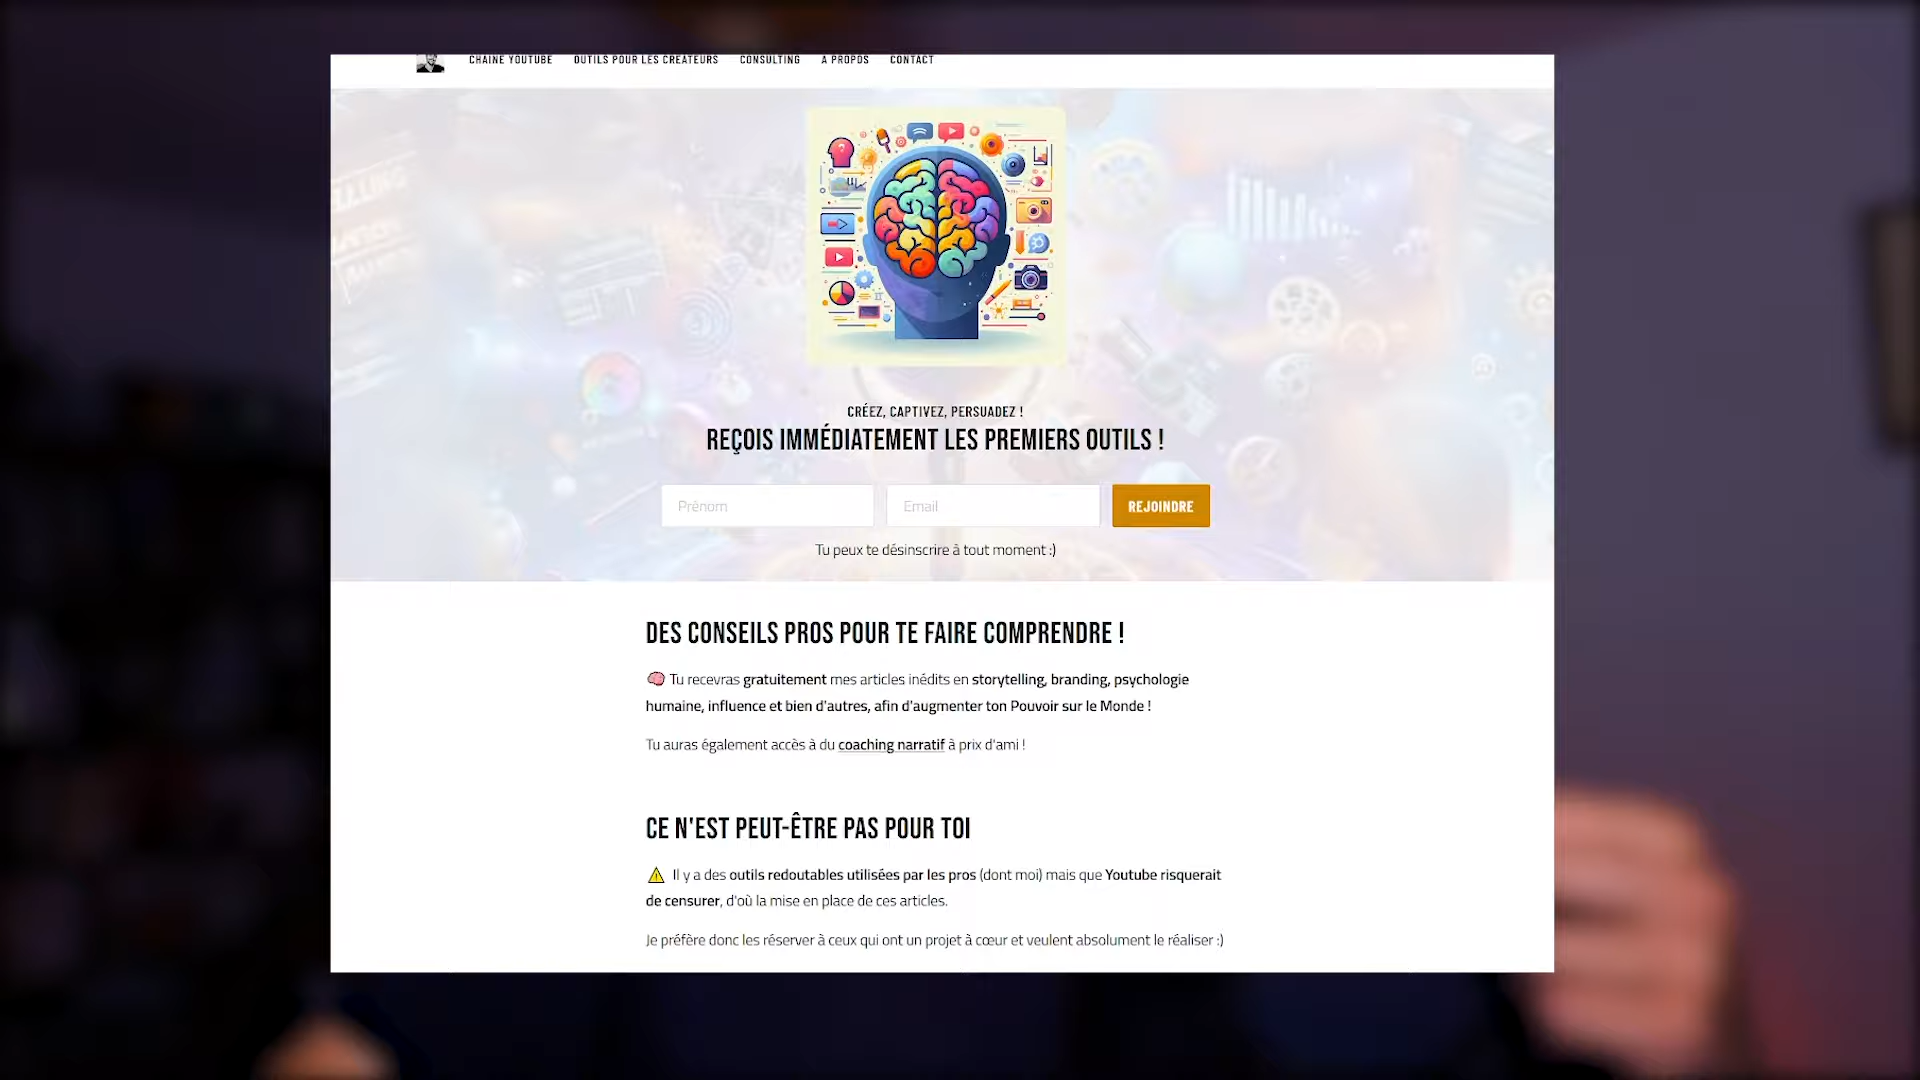 CHAINE YOUTUBE OUTILS POUR LES CREATEURS CONSULTING A PROPOS CONTACT
CRÉEZ, CAPTIVEZ, PERSUADEZ !
REÇOIS IMMÉDIATEMENT LES PREMIERS OUTILS !
Prénom Email REJOINDRE
Tu peux te désinscrire à tout moment :)
DES CONSEILS PROS POUR TE FAIRE COMPRENDRE !
Tu recevras gratuitement mes articles inédits en storytelling, branding, psychologie
humaine, influence et bien d'autres, afin d'augmenter ton Pouvoir sur le Monde !
Tu auras également accès à du coaching narratif à prix d'ami !
CE N'EST PEUT-ÊTRE PAS POUR TOI
Il y a des outils redoutables utilisées par les pros (dont moi) mais que Youtube risquerait
de censurer, d'où la mise en place de ces articles.
Je préfère donc les réserver à ceux qui ont un projet à cœur et veulent absolument le réaliser :)